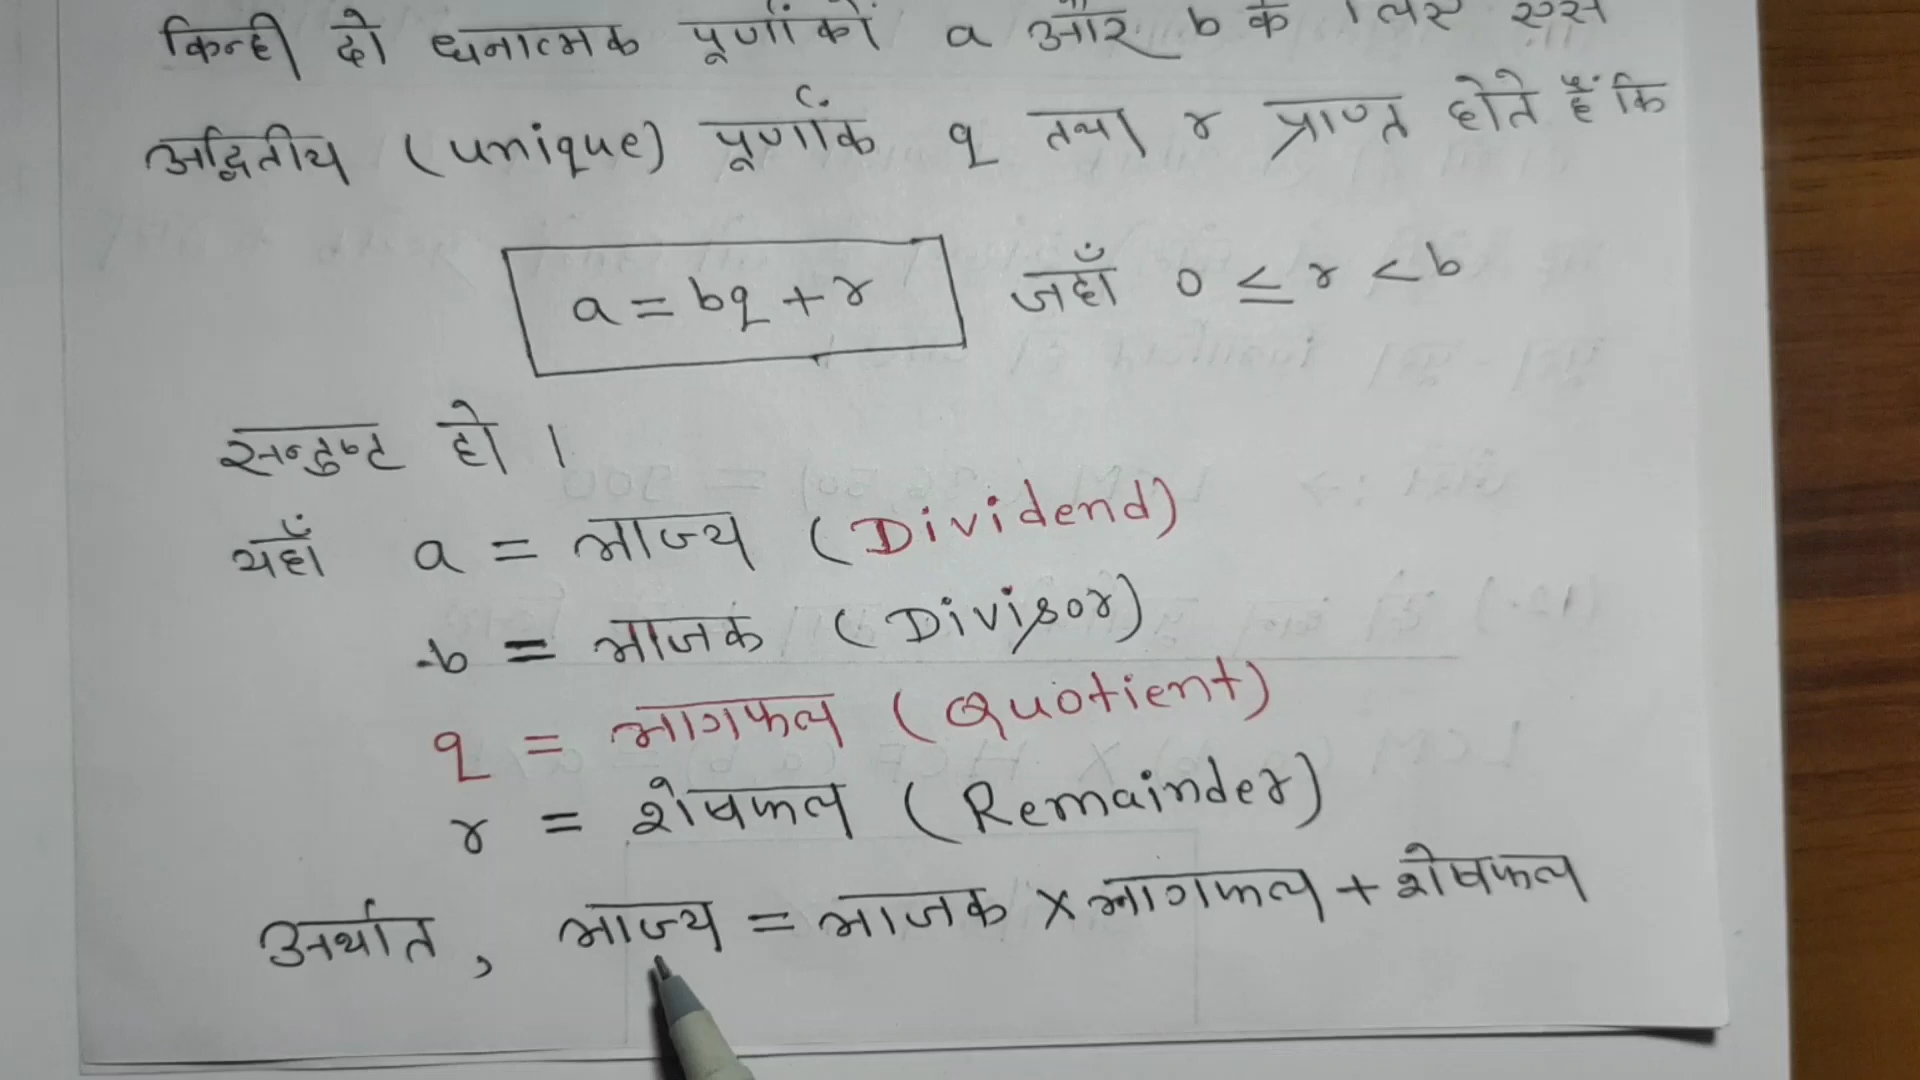 किन्ही दो धनात्मक पूर्णांकों a और b के लिए ऐसे
अद्वितीय (unique) पूर्णांक q तथा r प्राप्त होते हैं कि
a = bq + r जहाँ 0 ≤ r < b
सन्तुष्ट हो ।
यहाँ a = भाज्य (Dividend)
b = भाजक (Divisor)
q = भागफल (Quotient)
r = शेषफल (Remainder)
अर्थात , भाज्य = भाजक × भागफल + शेषफल